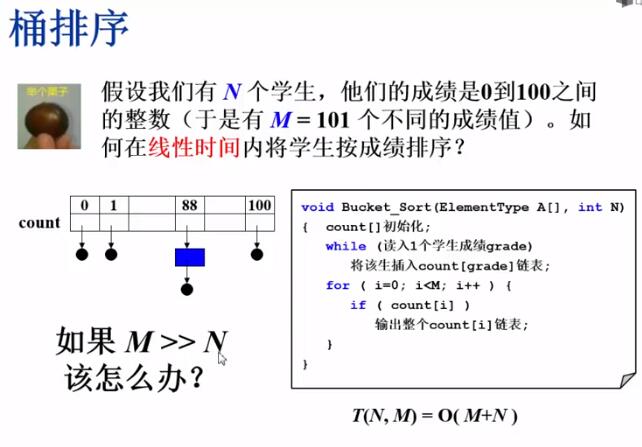 桶排序
举个栗子
假设我们有 N 个学生，他们的成绩是0到100之间
的整数（于是有 M = 101 个不同的成绩值）。如
何在线性时间内将学生按成绩排序？
0 1 88 100
count
void Bucket_Sort(ElementType A[], int N)
{ count[]初始化;
while (读入1个学生成绩grade)
将该生插入count[grade]链表;
for ( i=0; i<M; i++ ) {
if ( count[i] )
输出整个count[i]链表;
}
}
如果 M >> N
该怎么办？
T(N, M) = O( M+N )